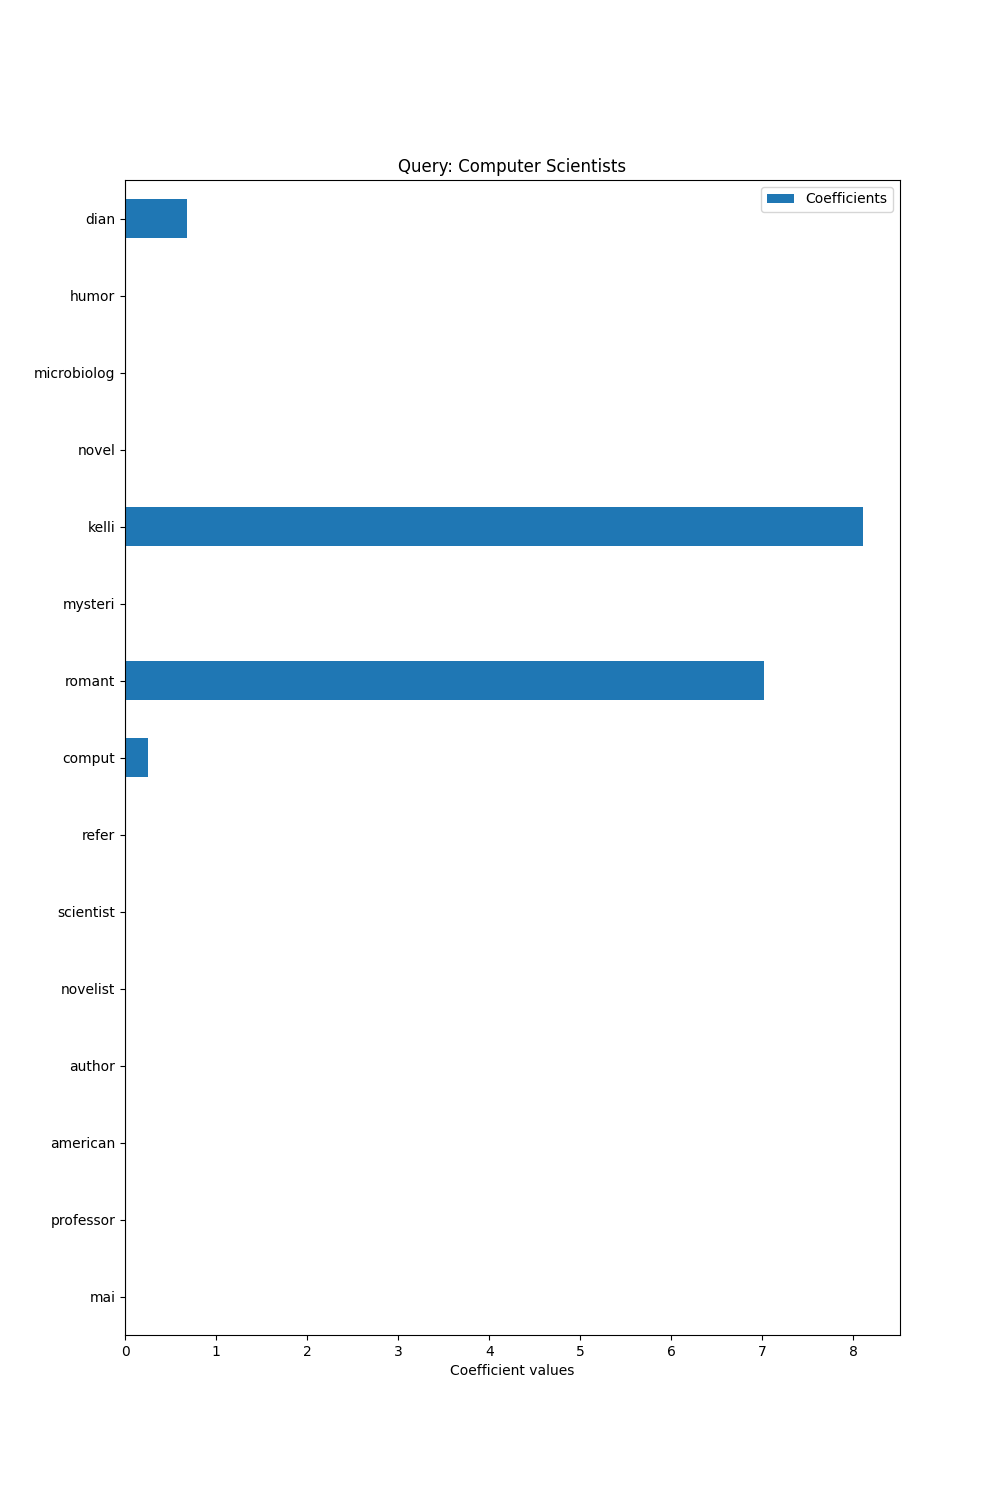 Query: Computer Scientists
Coefficients
dian
humor
microbiolog
novel
kelli
mysteri
romant
comput
refer
scientist
novelist
author
american
professor
mai
0 1 2 3 4 5 6 7 8
Coefficient values